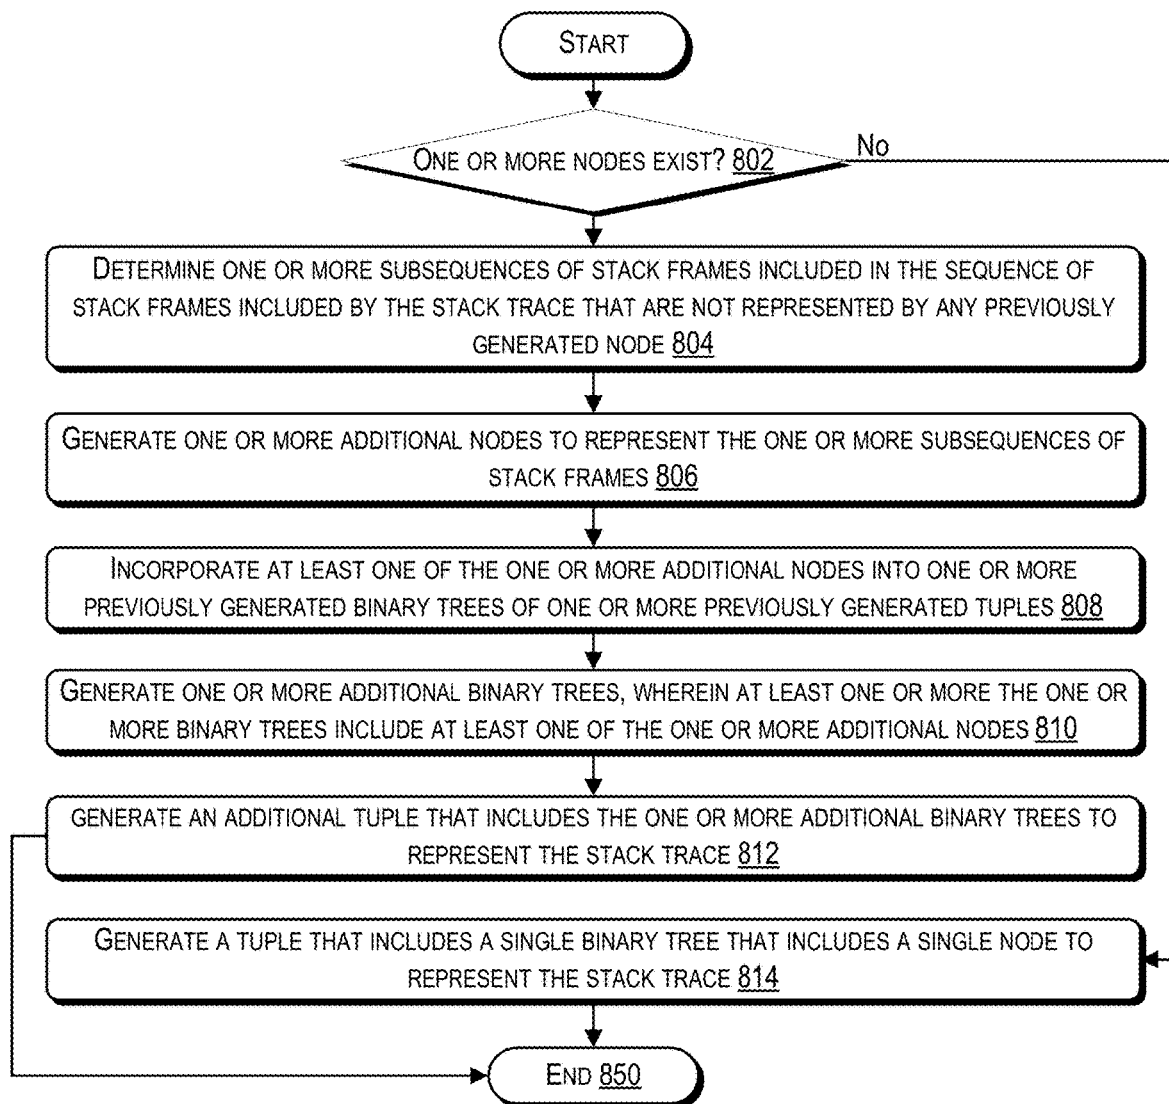 START
ONE OR MORE NODES EXIST? 802
No
DETERMINE ONE OR MORE SUBSEQUENCES OF STACK FRAMES INCLUDED IN THE SEQUENCE OF
STACK FRAMES INCLUDED BY THE STACK TRACE THAT ARE NOT REPRESENTED BY ANY PREVIOUSLY
GENERATED NODE 804
GENERATE ONE OR MORE ADDITIONAL NODES TO REPRESENT THE ONE OR MORE SUBSEQUENCES OF
STACK FRAMES 806
INCORPORATE AT LEAST ONE OF THE ONE OR MORE ADDITIONAL NODES INTO ONE OR MORE
PREVIOUSLY GENERATED BINARY TREES OF ONE OR MORE PREVIOUSLY GENERATED TUPLES 808
GENERATE ONE OR MORE ADDITIONAL BINARY TREES, WHEREIN AT LEAST ONE OR MORE THE ONE OR
MORE BINARY TREES INCLUDE AT LEAST ONE OF THE ONE OR MORE ADDITIONAL NODES 810
GENERATE AN ADDITIONAL TUPLE THAT INCLUDES THE ONE OR MORE ADDITIONAL BINARY TREES TO
REPRESENT THE STACK TRACE 812
GENERATE A TUPLE THAT INCLUDES A SINGLE BINARY TREE THAT INCLUDES A SINGLE NODE TO
REPRESENT THE STACK TRACE 814
END 850